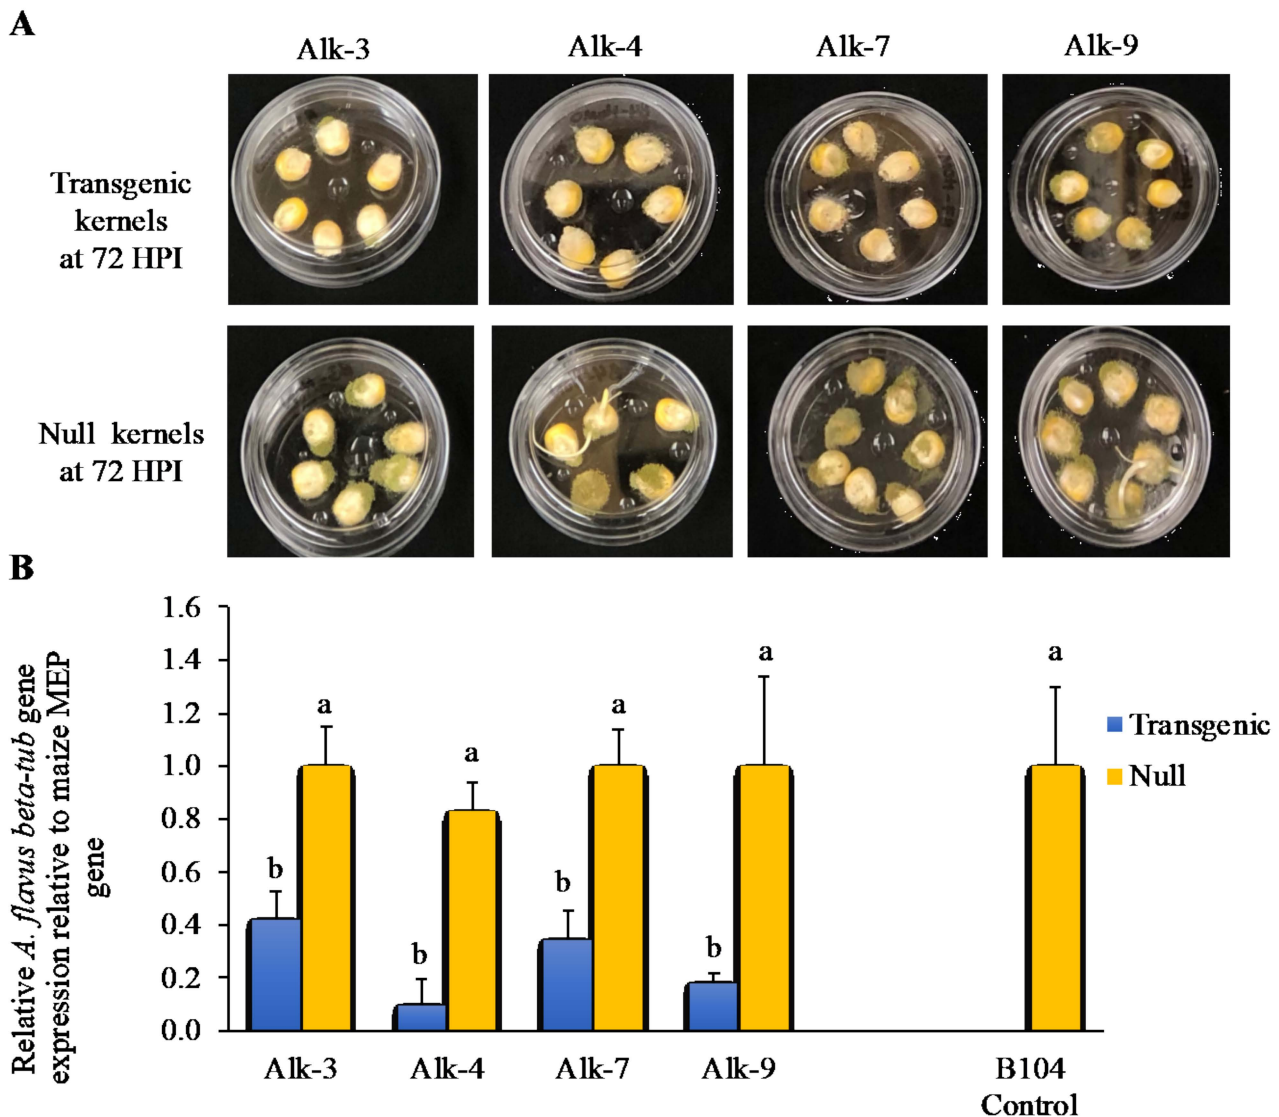 A
Alk-3
Alk-4
Alk-7
Alk-9
Transgenic
kernels
at 72 HPI
Null kernels
at 72 HPI
B
Relative A. flavus beta-tub gene
expression relative to maize MEP
gene
1.6
1.4
1.2
1.0
0.8
0.6
0.4
0.2
0.0
b
a
b
a
b
a
b
a
a
Transgenic
Null
Alk-3
Alk-4
Alk-7
Alk-9
B104
Control